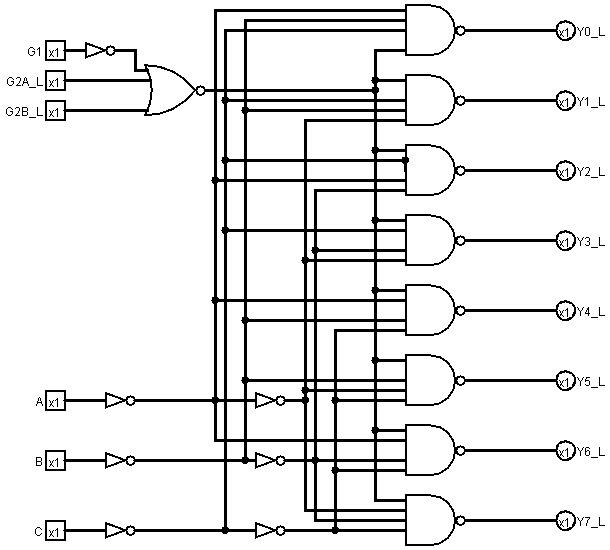 G1 x1
G2A_L x1
G2B_L x1
A x1
B x1
C x1
x1 Y0_L
x1 Y1_L
x1 Y2_L
x1 Y3_L
x1 Y4_L
x1 Y5_L
x1 Y6_L
x1 Y7_L